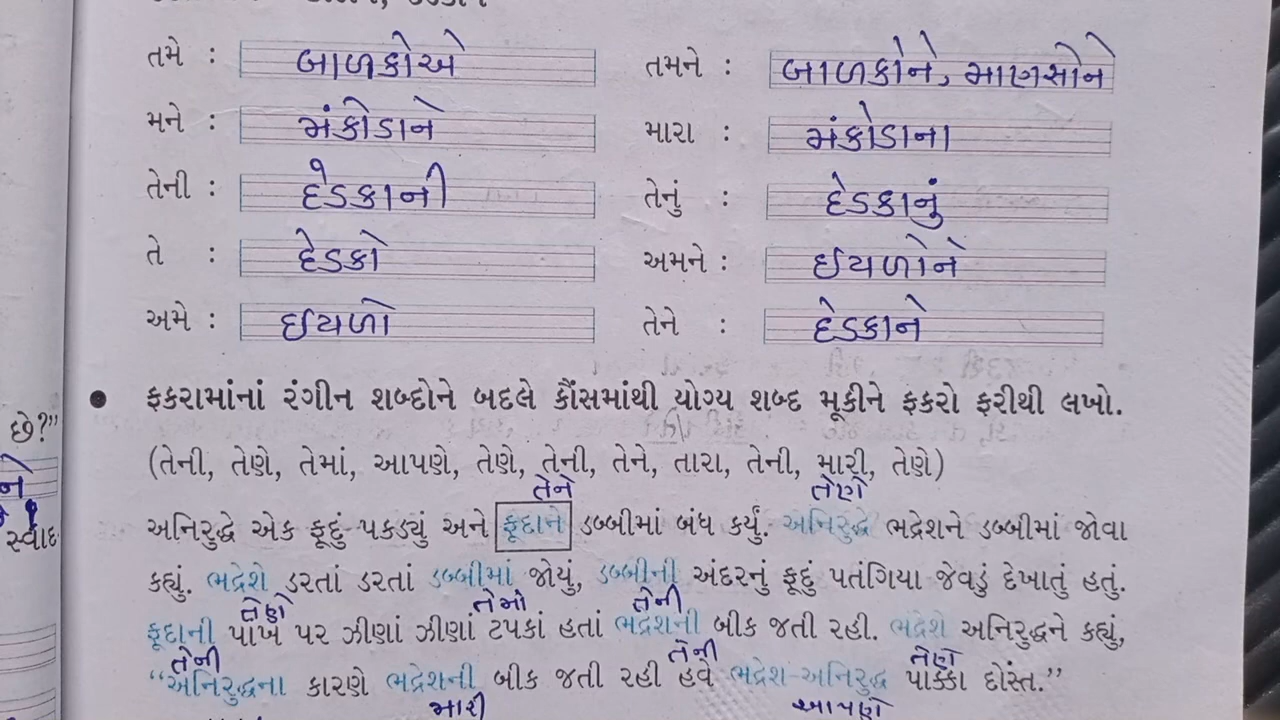 તમે : બાળકોએ તમને : બાળકોને, માણસોને
મને : મંકોડાને મારા : મંકોડાના
તેની : દેડકાની તેનું : દેડકાનું
તે : દેડકો અમને : ઈયળોને
અમે : ઈયળો તેને : દેડકાને
• ફકરામાંનાં રંગીન શબ્દોને બદલે કૌંસમાંથી યોગ્ય શબ્દ મૂકીને ફકરો ફરીથી લખો.
છે?”
(તેની, તેણે, તેમાં, આપણે, તેણે, તેની, તેને, તારા, તેની, મારી, તેણે)
ને
તેને તેણે
અનિરુદ્ધે એક ફૂદું પકડ્યું અને ફૂદાને ડબ્બીમાં બંધ કર્યું. અનિરુદ્ધે ભદ્રેશને ડબ્બીમાં જોવા
સ્વાદ
કહ્યું. ભદ્રેશે ડરતાં ડરતાં ડબ્બીમાં જોયું, ડબ્બીની અંદરનું ફૂદું પતંગિયા જેવડું દેખાતું હતું.
તેણે તેમાં તેની
ફૂદાની પાંખ પર ઝીણાં ઝીણાં ટપકાં હતાં ભદ્રેશની બીક જતી રહી. ભદ્રેશે અનિરુદ્ધને કહ્યું,
તેની તેની તેણે
“અનિરુદ્ધના કારણે ભદ્રેશની બીક જતી રહી હવે ભદ્રેશ-અનિરુદ્ધ પાક્કા દોસ્ત.”
મારી આપણે